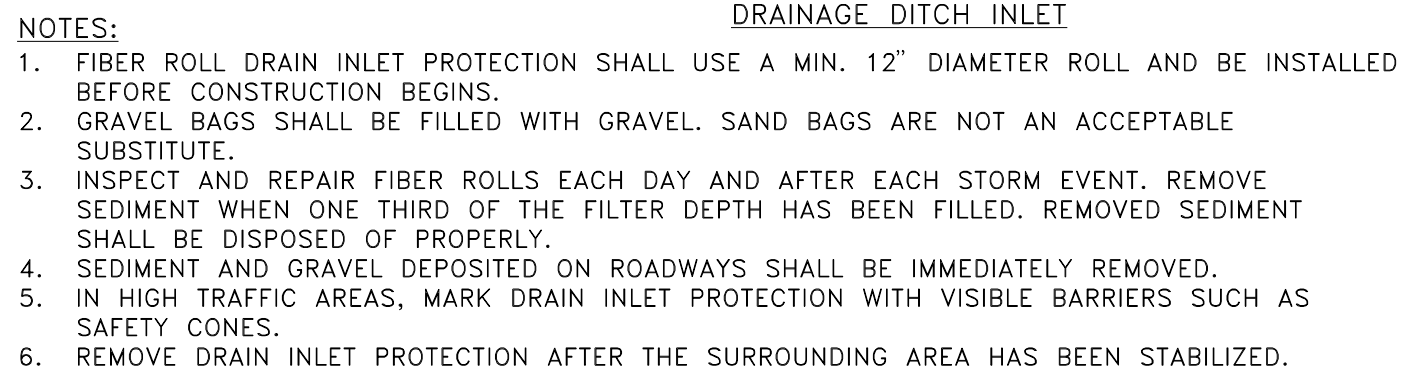 DRAINAGE DITCH INLET
NOTES:
1. FIBER ROLL DRAIN INLET PROTECTION SHALL USE A MIN. 12" DIAMETER ROLL AND BE INSTALLED
BEFORE CONSTRUCTION BEGINS.
2. GRAVEL BAGS SHALL BE FILLED WITH GRAVEL. SAND BAGS ARE NOT AN ACCEPTABLE
SUBSTITUTE.
3. INSPECT AND REPAIR FIBER ROLLS EACH DAY AND AFTER EACH STORM EVENT. REMOVE
SEDIMENT WHEN ONE THIRD OF THE FILTER DEPTH HAS BEEN FILLED. REMOVED SEDIMENT
SHALL BE DISPOSED OF PROPERLY.
4. SEDIMENT AND GRAVEL DEPOSITED ON ROADWAYS SHALL BE IMMEDIATELY REMOVED.
5. IN HIGH TRAFFIC AREAS, MARK DRAIN INLET PROTECTION WITH VISIBLE BARRIERS SUCH AS
SAFETY CONES.
6. REMOVE DRAIN INLET PROTECTION AFTER THE SURROUNDING AREA HAS BEEN STABILIZED.